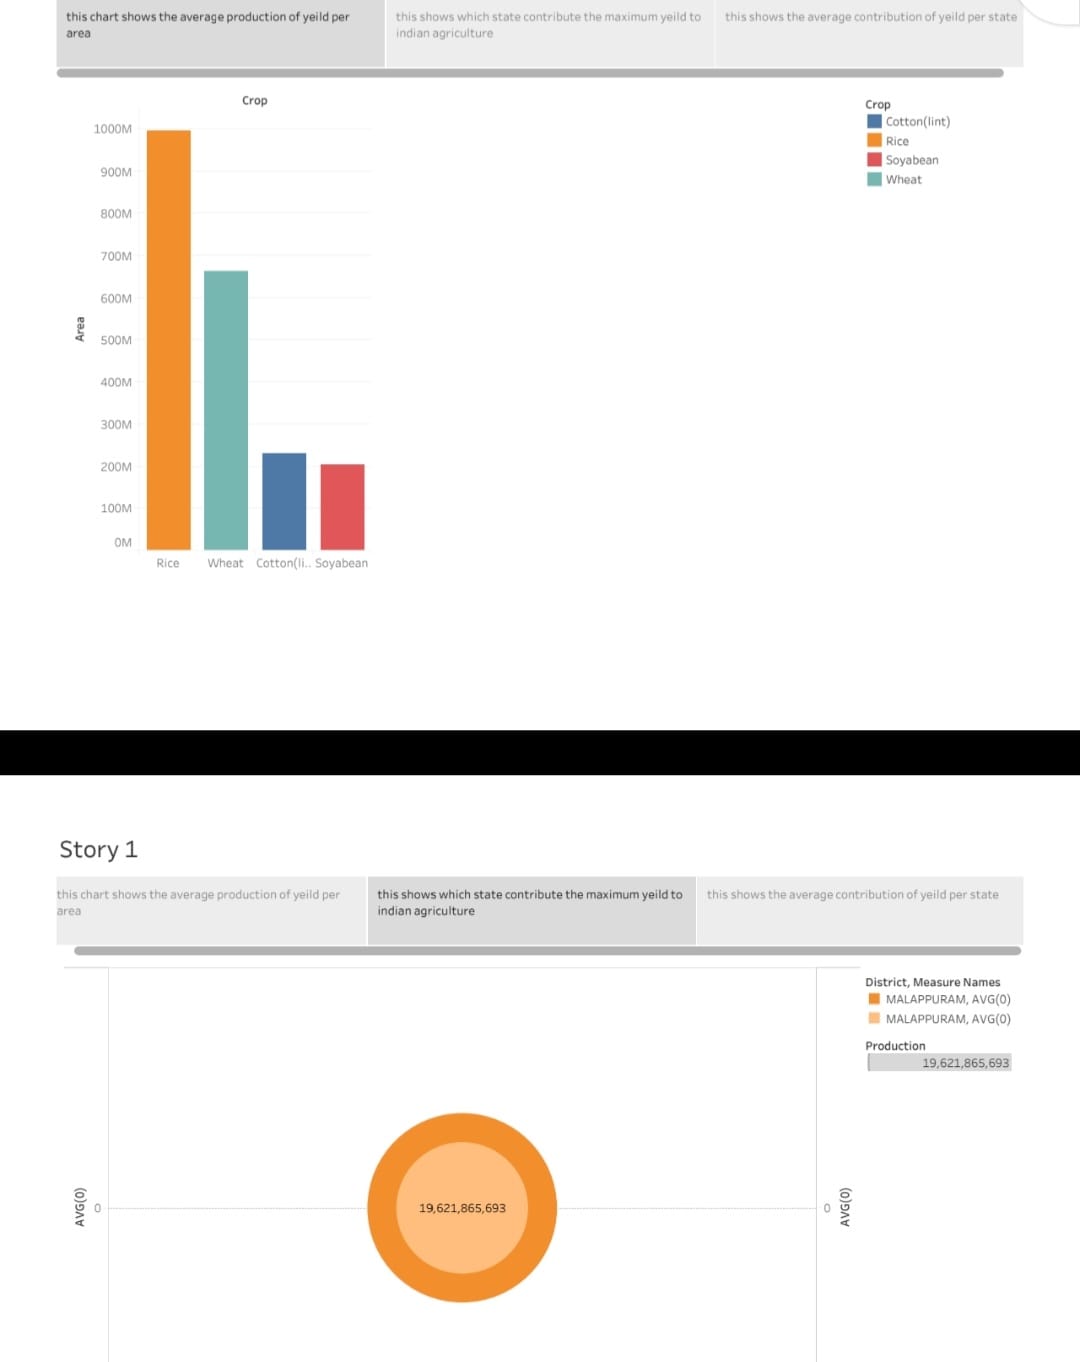 this chart shows the average production of yeild per
area
this shows which state contribute the maximum yeild to
indian agriculture
this shows the average contribution of yeild per state
Crop
1000M
900M
800M
700M
600M
500M
400M
300M
200M
100M
0M
Area
Rice
Wheat
Cotton(li..
Soyabean
Crop
Cotton(lint)
Rice
Soyabean
Wheat
Story 1
this chart shows the average production of yeild per
area
this shows which state contribute the maximum yeild to
indian agriculture
this shows the average contribution of yeild per state
AVG(0)
0
19,621,865,693
0
AVG(0)
District, Measure Names
MALAPPURAM, AVG(0)
MALAPPURAM, AVG(0)
Production
19,621,865,693